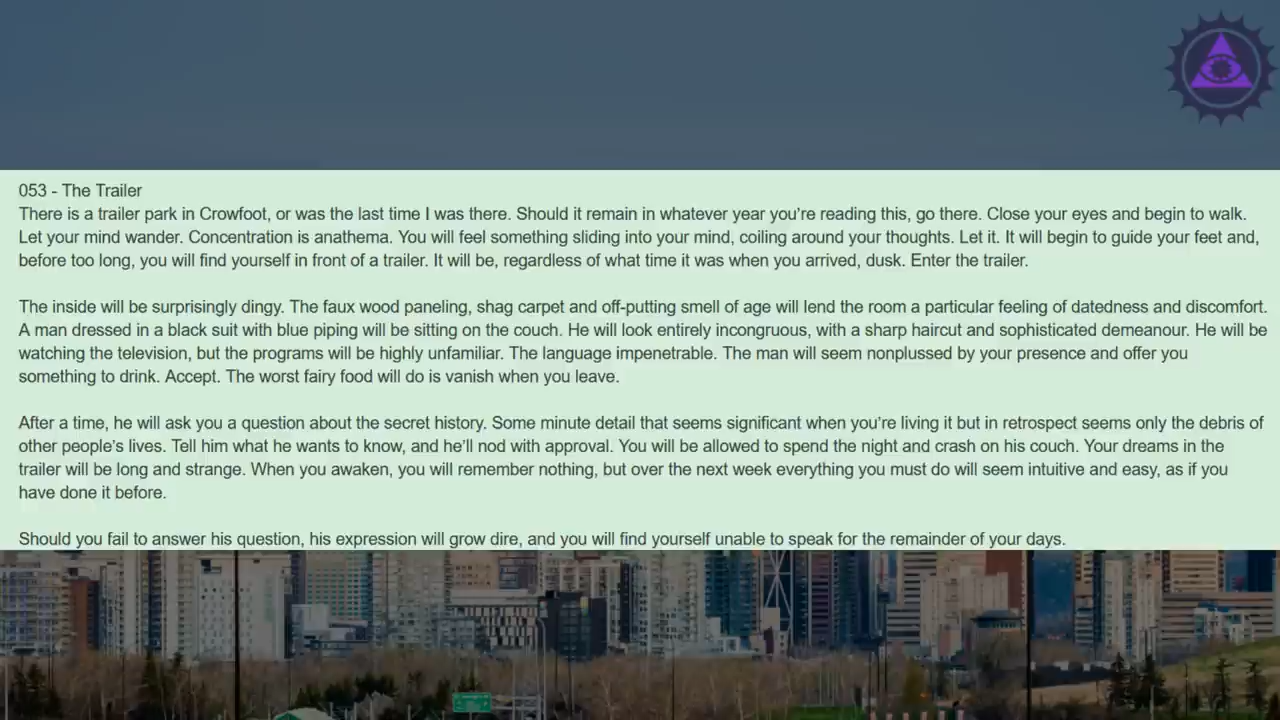 053 - The Trailer
There is a trailer park in Crowfoot, or was the last time I was there. Should it remain in whatever year you're reading this, go there. Close your eyes and begin to walk.
Let your mind wander. Concentration is anathema. You will feel something sliding into your mind, coiling around your thoughts. Let it. It will begin to guide your feet and,
before too long, you will find yourself in front of a trailer. It will be, regardless of what time it was when you arrived, dusk. Enter the trailer.
The inside will be surprisingly dingy. The faux wood paneling, shag carpet and off-putting smell of age will lend the room a particular feeling of datedness and discomfort.
A man dressed in a black suit with blue piping will be sitting on the couch. He will look entirely incongruous, with a sharp haircut and sophisticated demeanour. He will be
watching the television, but the programs will be highly unfamiliar. The language impenetrable. The man will seem nonplussed by your presence and offer you
something to drink. Accept. The worst fairy food will do is vanish when you leave.
After a time, he will ask you a question about the secret history. Some minute detail that seems significant when you're living it but in retrospect seems only the debris of
other people's lives. Tell him what he wants to know, and he'll nod with approval. You will be allowed to spend the night and crash on his couch. Your dreams in the
trailer will be long and strange. When you awaken, you will remember nothing, but over the next week everything you must do will seem intuitive and easy, as if you
have done it before.
Should you fail to answer his question, his expression will grow dire, and you will find yourself unable to speak for the remainder of your days.